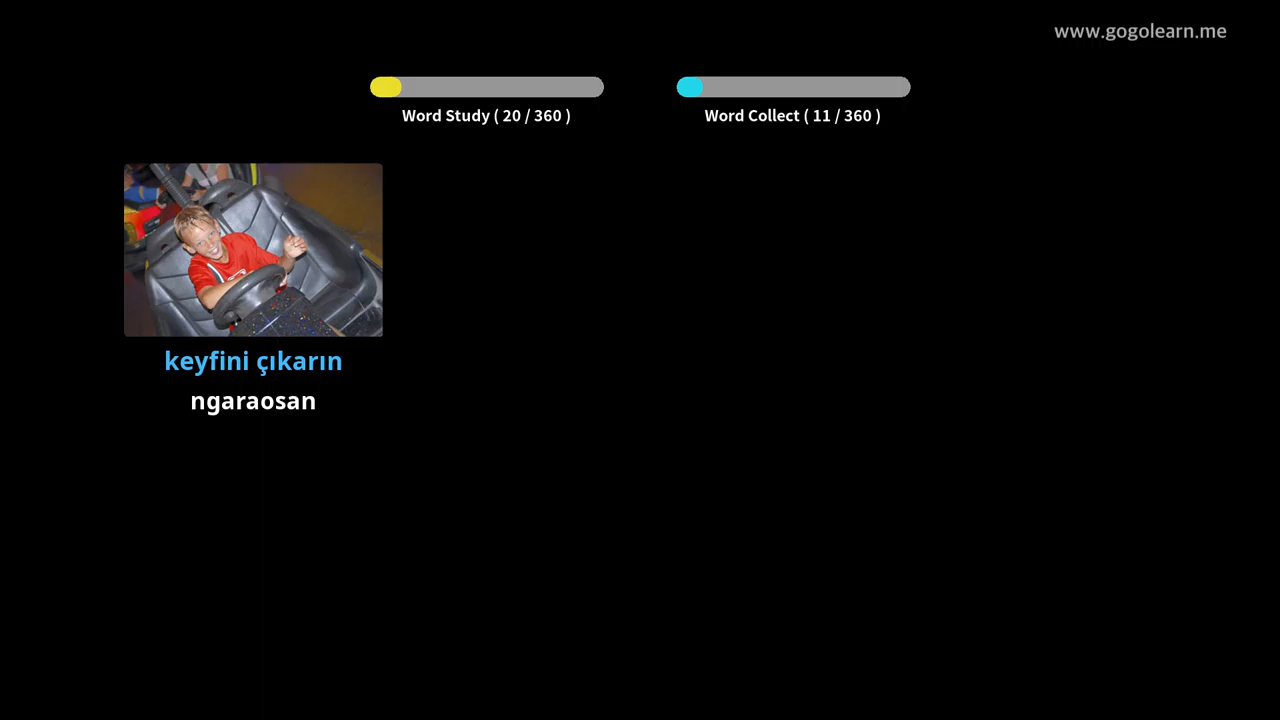 www.gogolearn.me
Word Study ( 20 / 360 )
Word Collect ( 11 / 360 )
keyfini çıkarın
ngaraosan